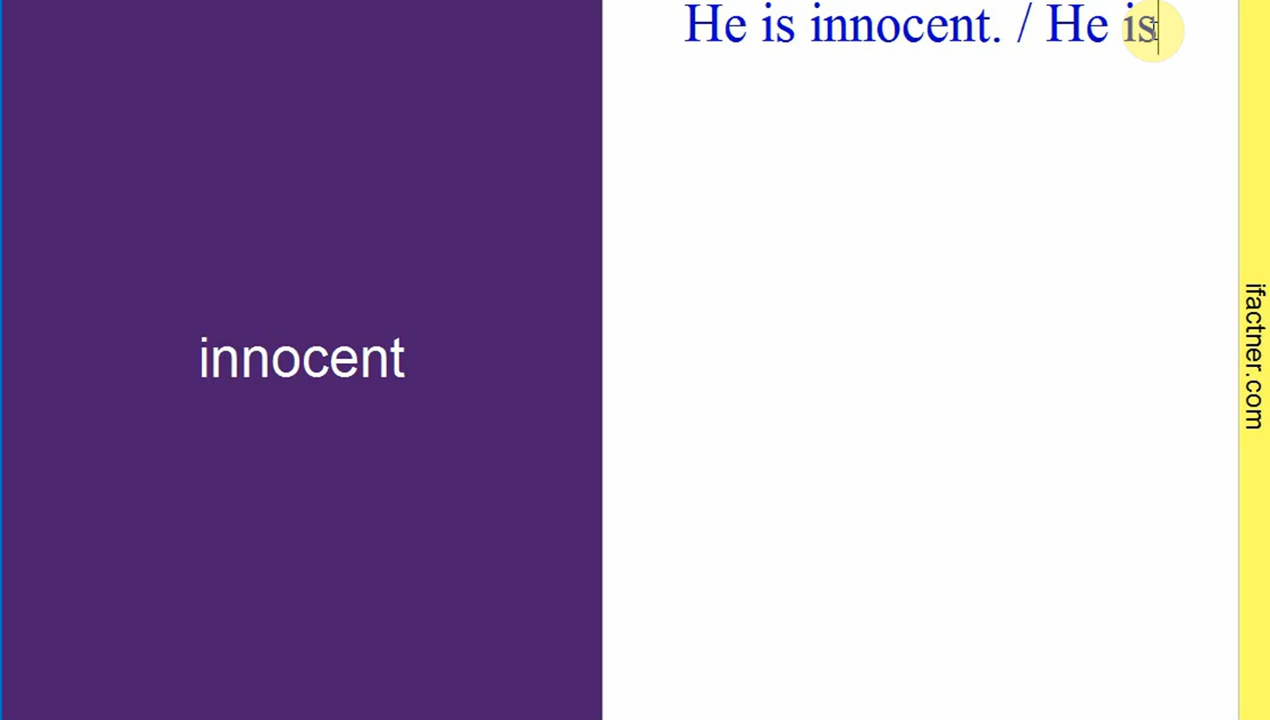 He is innocent. / He is
innocent
ifactner.com